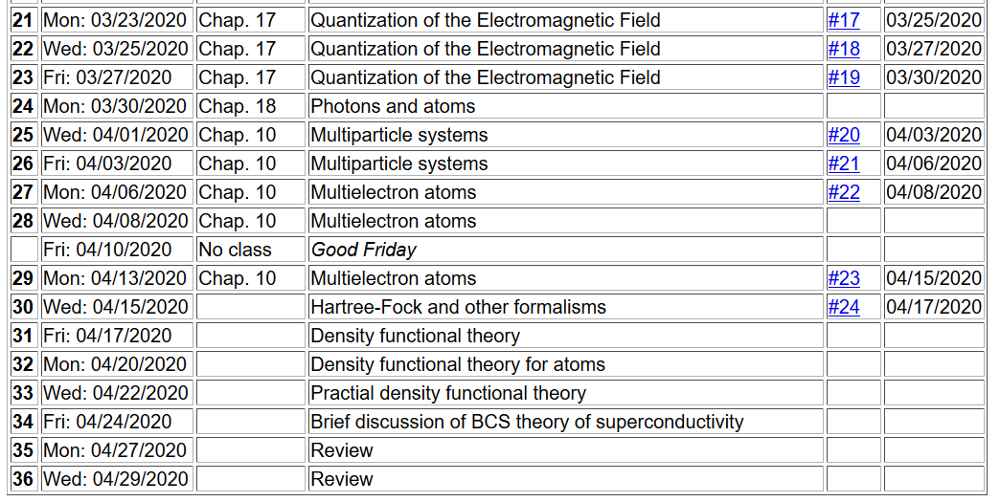 21 Mon: 03/23/2020 Chap. 17 Quantization of the Electromagnetic Field #17 03/25/2020
22 Wed: 03/25/2020 Chap. 17 Quantization of the Electromagnetic Field #18 03/27/2020
23 Fri: 03/27/2020 Chap. 17 Quantization of the Electromagnetic Field #19 03/30/2020
24 Mon: 03/30/2020 Chap. 18 Photons and atoms
25 Wed: 04/01/2020 Chap. 10 Multiparticle systems #20 04/03/2020
26 Fri: 04/03/2020 Chap. 10 Multiparticle systems #21 04/06/2020
27 Mon: 04/06/2020 Chap. 10 Multielectron atoms #22 04/08/2020
28 Wed: 04/08/2020 Chap. 10 Multielectron atoms
Fri: 04/10/2020 No class Good Friday
29 Mon: 04/13/2020 Chap. 10 Multielectron atoms #23 04/15/2020
30 Wed: 04/15/2020 Hartree-Fock and other formalisms #24 04/17/2020
31 Fri: 04/17/2020 Density functional theory
32 Mon: 04/20/2020 Density functional theory for atoms
33 Wed: 04/22/2020 Practial density functional theory
34 Fri: 04/24/2020 Brief discussion of BCS theory of superconductivity
35 Mon: 04/27/2020 Review
36 Wed: 04/29/2020 Review